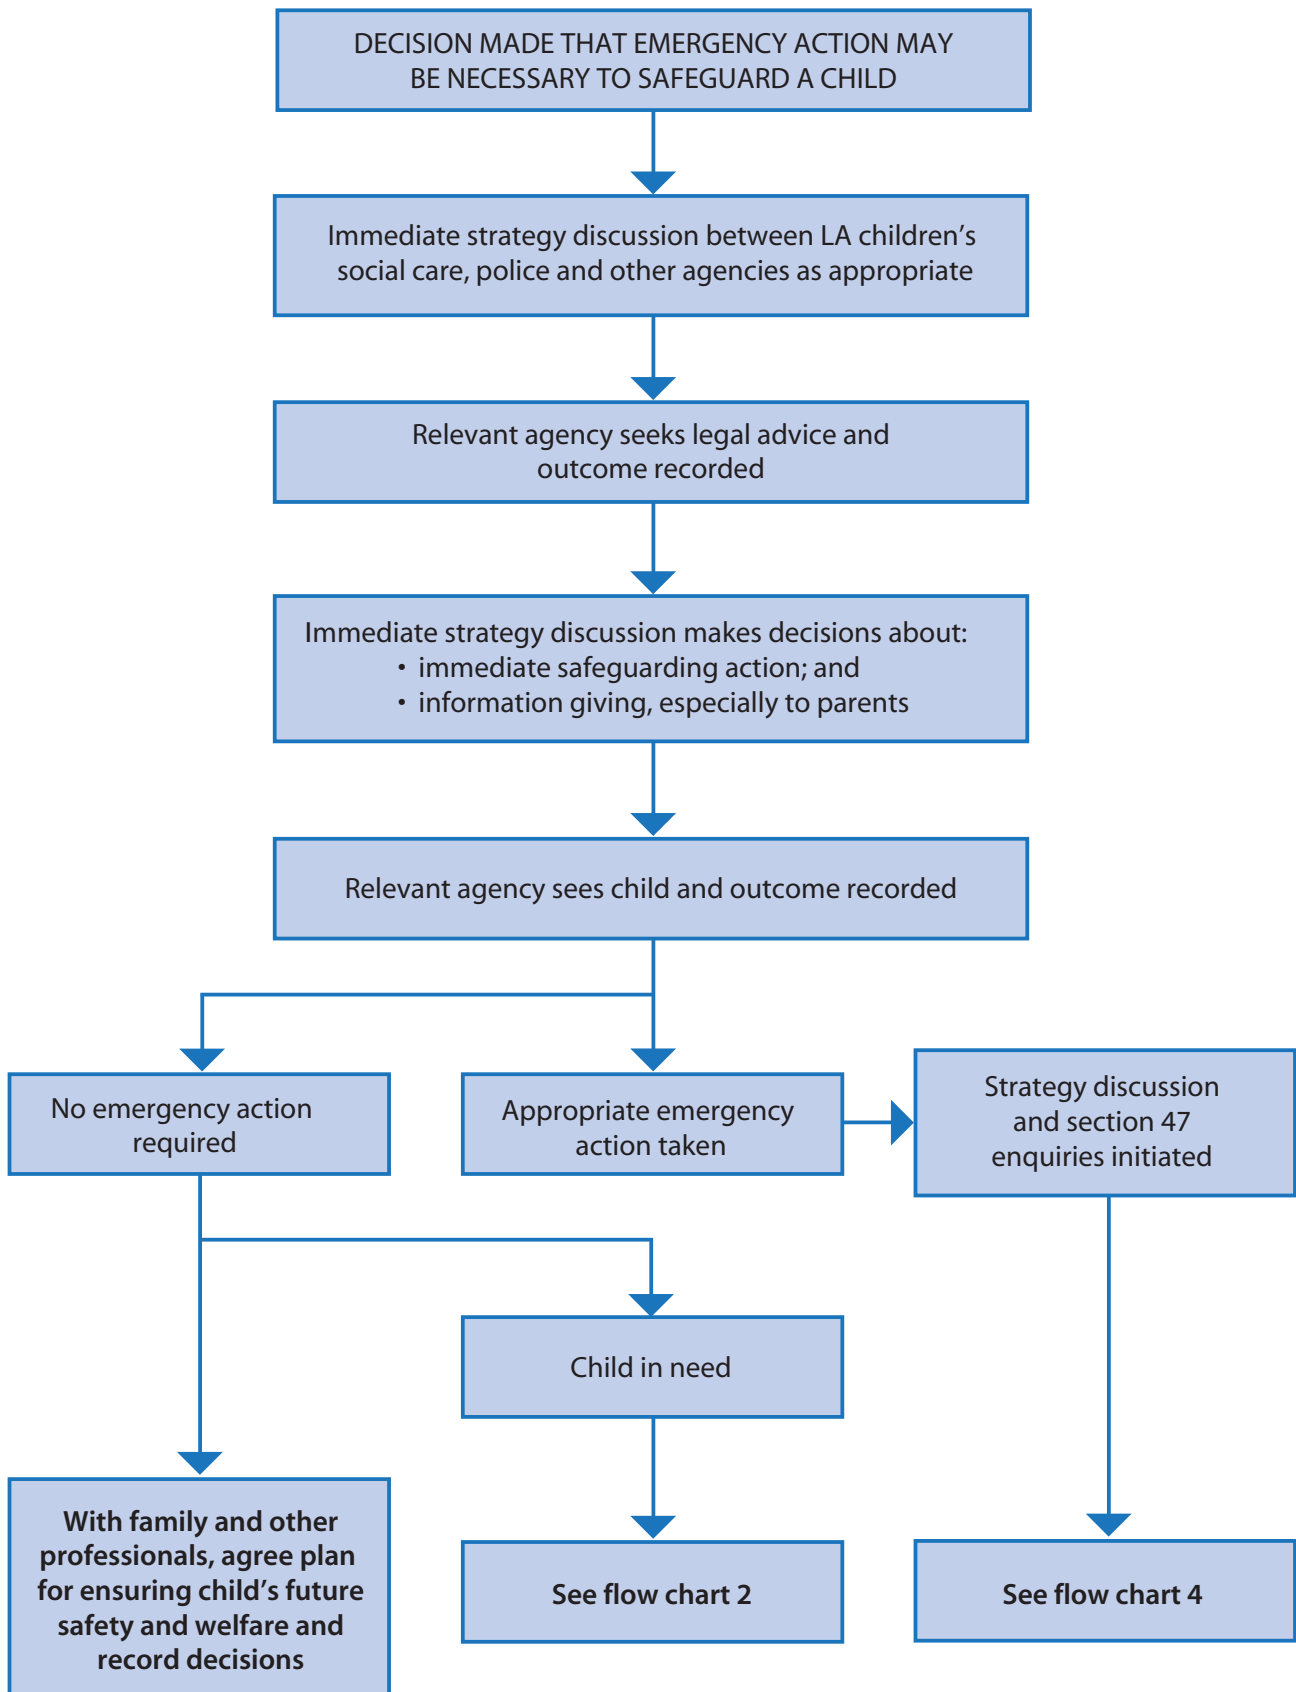 DECISION MADE THAT EMERGENCY ACTION MAY
BE NECESSARY TO SAFEGUARD A CHILD
Immediate strategy discussion between LA children's
social care, police and other agencies as appropriate
Relevant agency seeks legal advice and
outcome recorded
Immediate strategy discussion makes decisions about:
• immediate safeguarding action; and
• information giving, especially to parents
Relevant agency sees child and outcome recorded
No emergency action
required
Appropriate emergency
action taken
Strategy discussion
and section 47
enquiries initiated
Child in need
With family and other
professionals, agree plan
for ensuring child's future
safety and welfare and
record decisions
See flow chart 2
See flow chart 4